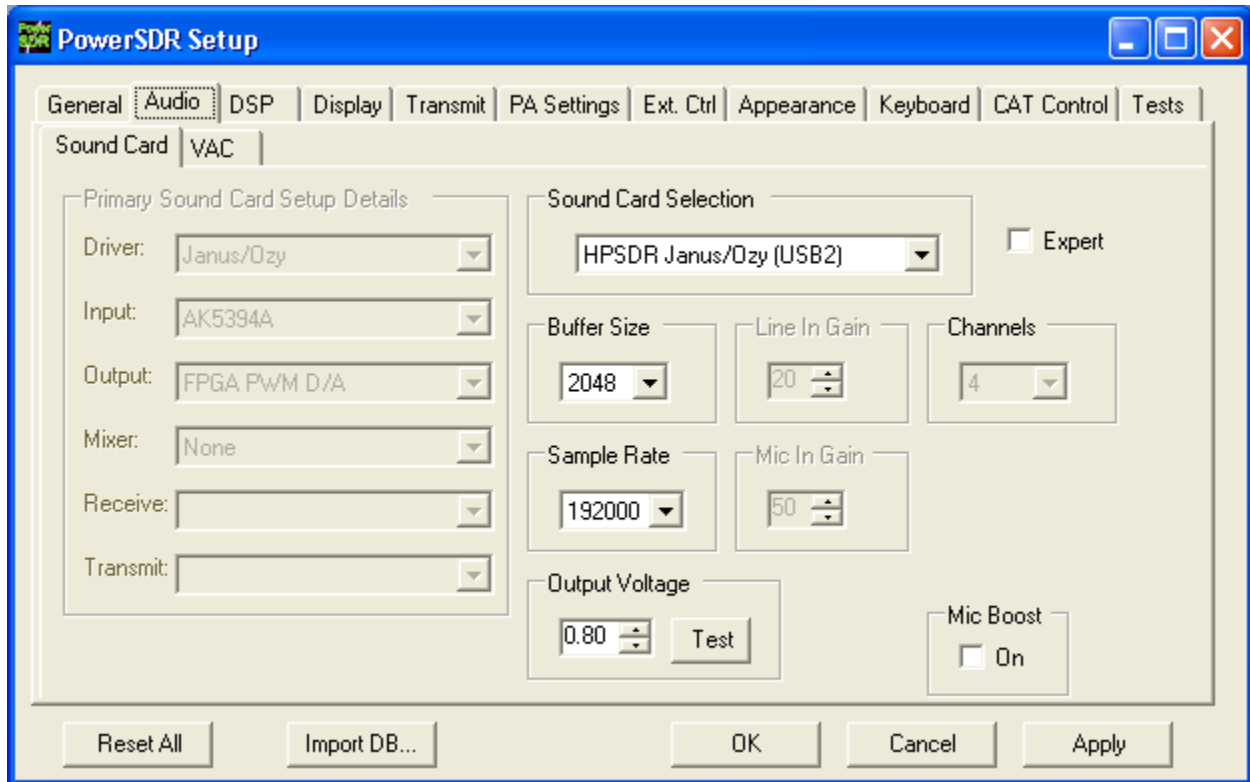 PowerSDR Setup
General Audio DSP Display Transmit PA Settings Ext. Ctrl Appearance Keyboard CAT Control Tests
Sound Card VAC
Primary Sound Card Setup Details
Driver: Janus/Ozy
Input: AK5394A
Output: FPGA PWM D/A
Mixer: None
Receive:
Transmit:
Sound Card Selection
HPSDR Janus/Ozy (USB2)
Expert
Buffer Size
2048
Line In Gain
20
Channels
4
Sample Rate
192000
Mic In Gain
50
Output Voltage
0.80 Test
Mic Boost
On
Reset All Import DB... OK Cancel Apply